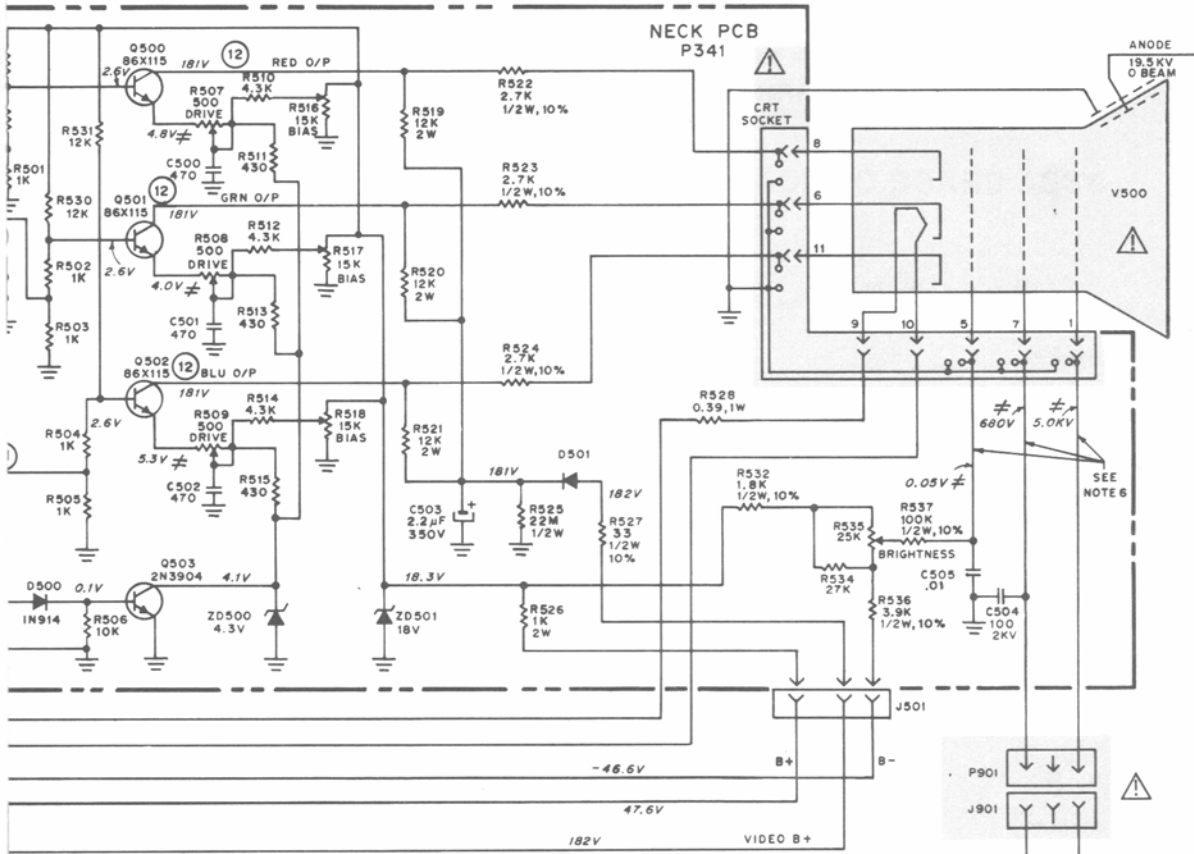 NECK PCB
P341
ANODE
19.5KV
0 BEAM
Q500
86X115
181V
12
RED O/P
2.6V
R507
500
DRIVE
R510
4.3K
R516
15K
BIAS
4.8V ≠
C500
470
R511
430
R531
12K
R501
1K
R530
12K
R519
12K
2W
R522
2.7K
1/2W, 10%
CRT
SOCKET
8
6
11
V500
Q501
86X115
12
181V
GRN O/P
R523
2.7K
1/2W, 10%
R508
500
DRIVE
R512
4.3K
R517
15K
BIAS
2.6V
4.0V ≠
R502
1K
R503
1K
C501
470
R513
430
R520
12K
2W
9
10
5
7
1
Q502
86X115
12
BLU O/P
181V
R524
2.7K
1/2W, 10%
R509
500
DRIVE
R514
4.3K
R518
15K
BIAS
2.6V
5.3V ≠
R504
1K
R505
1K
C502
470
R515
430
R521
12K
2W
R528
0.39, 1W
≠
680V
≠
5.0KV
SEE
NOTE 6
0.05V ≠
181V
D501
182V
C503
2.2µF
350V
+
R525
22M
1/2W
R527
33
1/2W
10%
R532
1.8K
1/2W, 10%
R535
25K
BRIGHTNESS
R537
100K
1/2W, 10%
R534
27K
C505
.01
C504
100
2KV
R536
3.9K
1/2W, 10%
D500
IN914
0.1V
Q503
2N3904
4.1V
R506
10K
ZD500
4.3V
18.3V
ZD501
18V
R526
1K
2W
J501
B+
B-
-46.6V
47.6V
182V
VIDEO B+
P901
J901